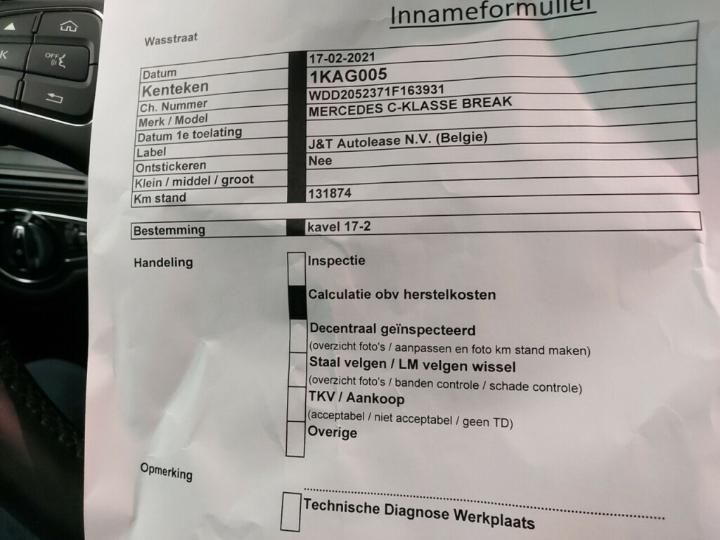 Innameformulier
Wasstraat
Datum 17-02-2021
Kenteken 1KAG005
Ch. Nummer WDD2052371F163931
Merk / Model MERCEDES C-KLASSE BREAK
Datum 1e toelating
Label J&T Autolease N.V. (Belgie)
Ontstickeren Nee
Klein / middel / groot
Km stand 131874
Bestemming kavel 17-2
Handeling Inspectie
Calculatie obv herstelkosten
Decentraal geïnspecteerd
(overzicht foto's / aanpassen en foto km stand maken)
Staal velgen / LM velgen wissel
(overzicht foto's / banden controle / schade controle)
TKV / Aankoop
(acceptabel / niet acceptabel / geen TD)
Overige
Opmerking
Technische Diagnose Werkplaats
OFF